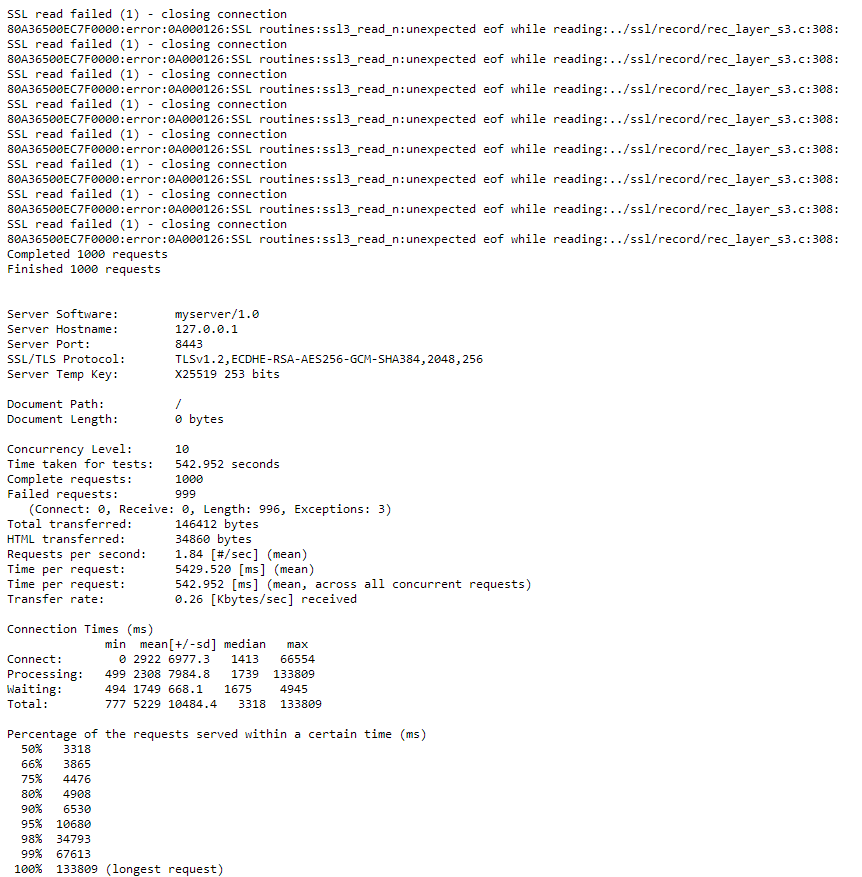 SSL read failed (1) - closing connection
80A36500EC7F0000:error:0A000126:SSL routines:ssl3_read_n:unexpected eof while reading:../ssl/record/rec_layer_s3.c:308:
SSL read failed (1) - closing connection
80A36500EC7F0000:error:0A000126:SSL routines:ssl3_read_n:unexpected eof while reading:../ssl/record/rec_layer_s3.c:308:
SSL read failed (1) - closing connection
80A36500EC7F0000:error:0A000126:SSL routines:ssl3_read_n:unexpected eof while reading:../ssl/record/rec_layer_s3.c:308:
SSL read failed (1) - closing connection
80A36500EC7F0000:error:0A000126:SSL routines:ssl3_read_n:unexpected eof while reading:../ssl/record/rec_layer_s3.c:308:
SSL read failed (1) - closing connection
80A36500EC7F0000:error:0A000126:SSL routines:ssl3_read_n:unexpected eof while reading:../ssl/record/rec_layer_s3.c:308:
SSL read failed (1) - closing connection
80A36500EC7F0000:error:0A000126:SSL routines:ssl3_read_n:unexpected eof while reading:../ssl/record/rec_layer_s3.c:308:
SSL read failed (1) - closing connection
80A36500EC7F0000:error:0A000126:SSL routines:ssl3_read_n:unexpected eof while reading:../ssl/record/rec_layer_s3.c:308:
SSL read failed (1) - closing connection
80A36500EC7F0000:error:0A000126:SSL routines:ssl3_read_n:unexpected eof while reading:../ssl/record/rec_layer_s3.c:308:
Completed 1000 requests
Finished 1000 requests
Server Software:        myserver/1.0
Server Hostname:        127.0.0.1
Server Port:            8443
SSL/TLS Protocol:       TLSv1.2,ECDHE-RSA-AES256-GCM-SHA384,2048,256
Server Temp Key:        X25519 253 bits
Document Path:          /
Document Length:        0 bytes
Concurrency Level:      10
Time taken for tests:   542.952 seconds
Complete requests:      1000
Failed requests:        999
   (Connect: 0, Receive: 0, Length: 996, Exceptions: 3)
Total transferred:      146412 bytes
HTML transferred:       34860 bytes
Requests per second:    1.84 [#/sec] (mean)
Time per request:       5429.520 [ms] (mean)
Time per request:       542.952 [ms] (mean, across all concurrent requests)
Transfer rate:          0.26 [Kbytes/sec] received
Connection Times (ms)
              min  mean[+/-sd] median   max
Connect:        0 2922 6977.3   1413   66554
Processing:   499 2308 7984.8   1739  133809
Waiting:      494 1749 668.1   1675    4945
Total:        777 5229 10484.4   3318  133809
Percentage of the requests served within a certain time (ms)
  50%   3318
  66%   3865
  75%   4476
  80%   4908
  90%   6530
  95%  10680
  98%  34793
  99%  67613
 100%  133809 (longest request)